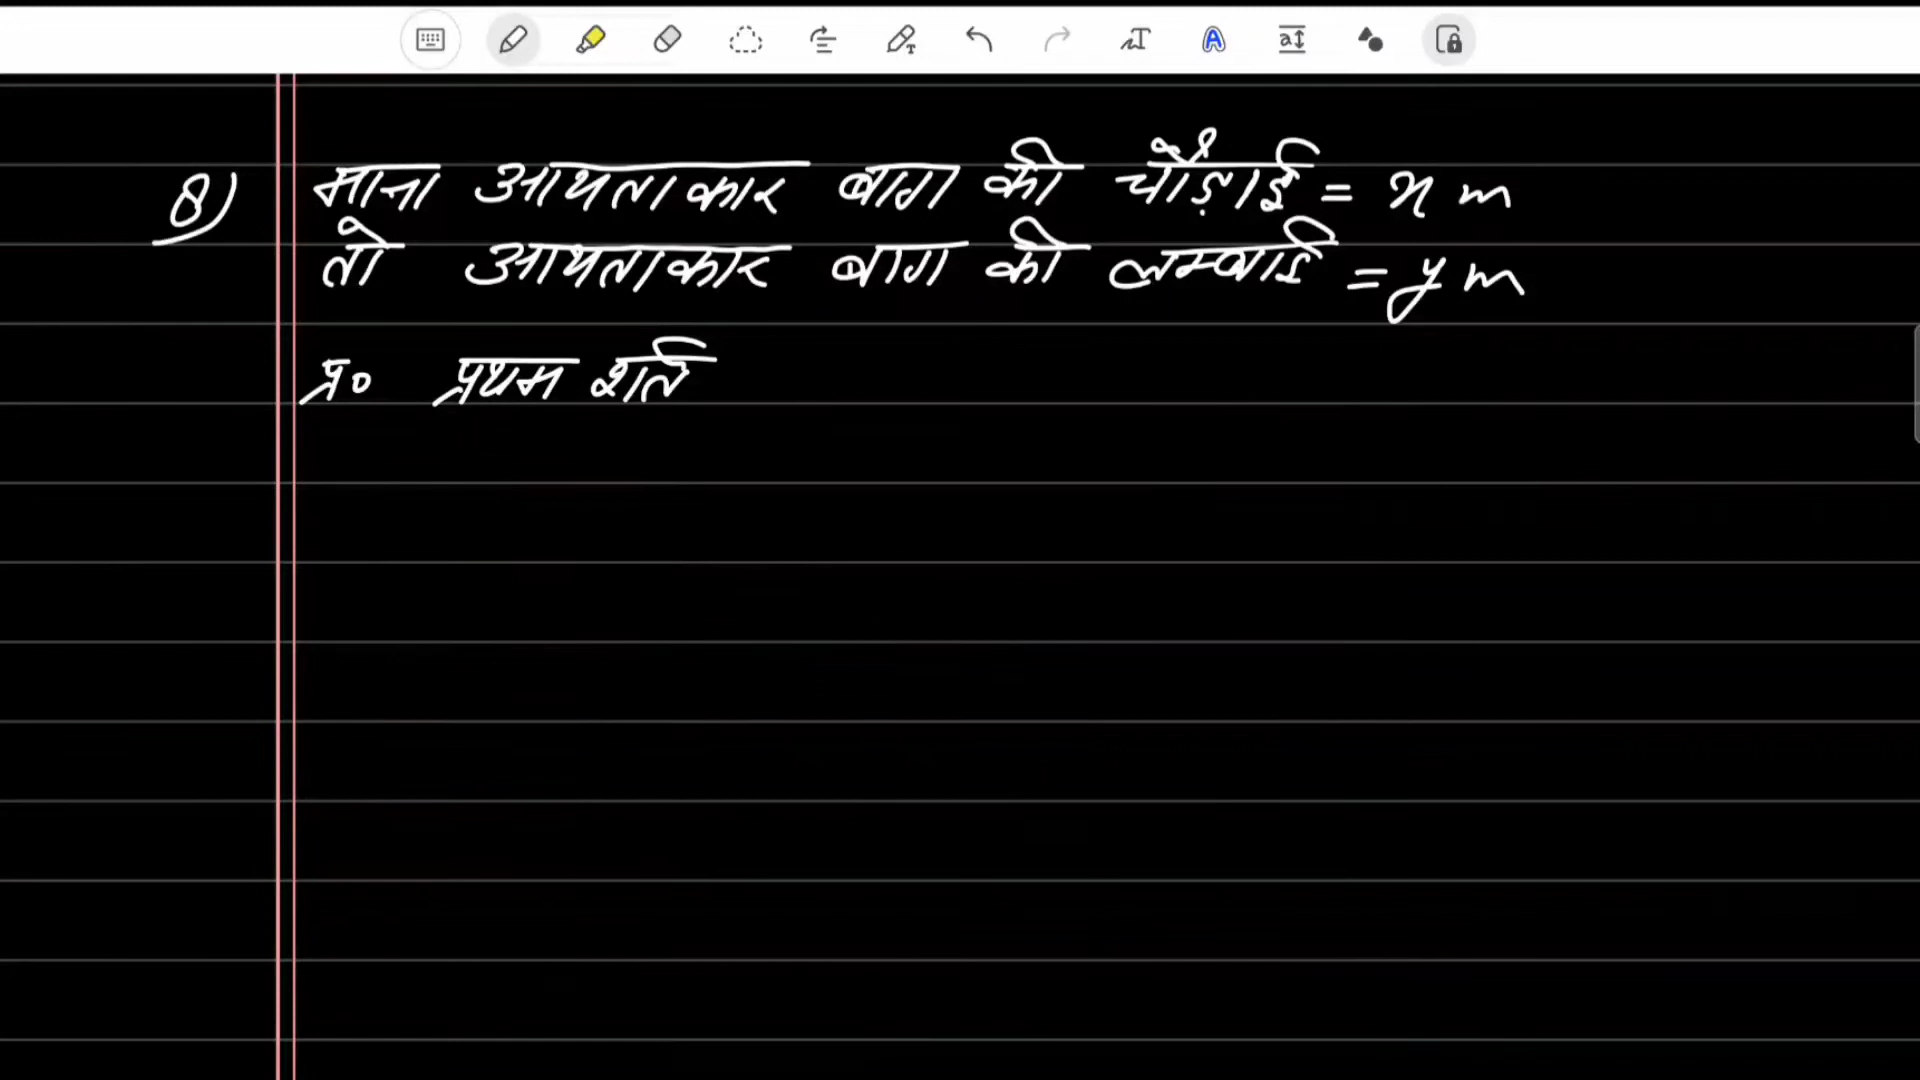 8) माना आयताकार बाग की चौड़ाई = x m
तो आयताकार बाग की लम्बाई = y m
प्र० प्रथम शर्त